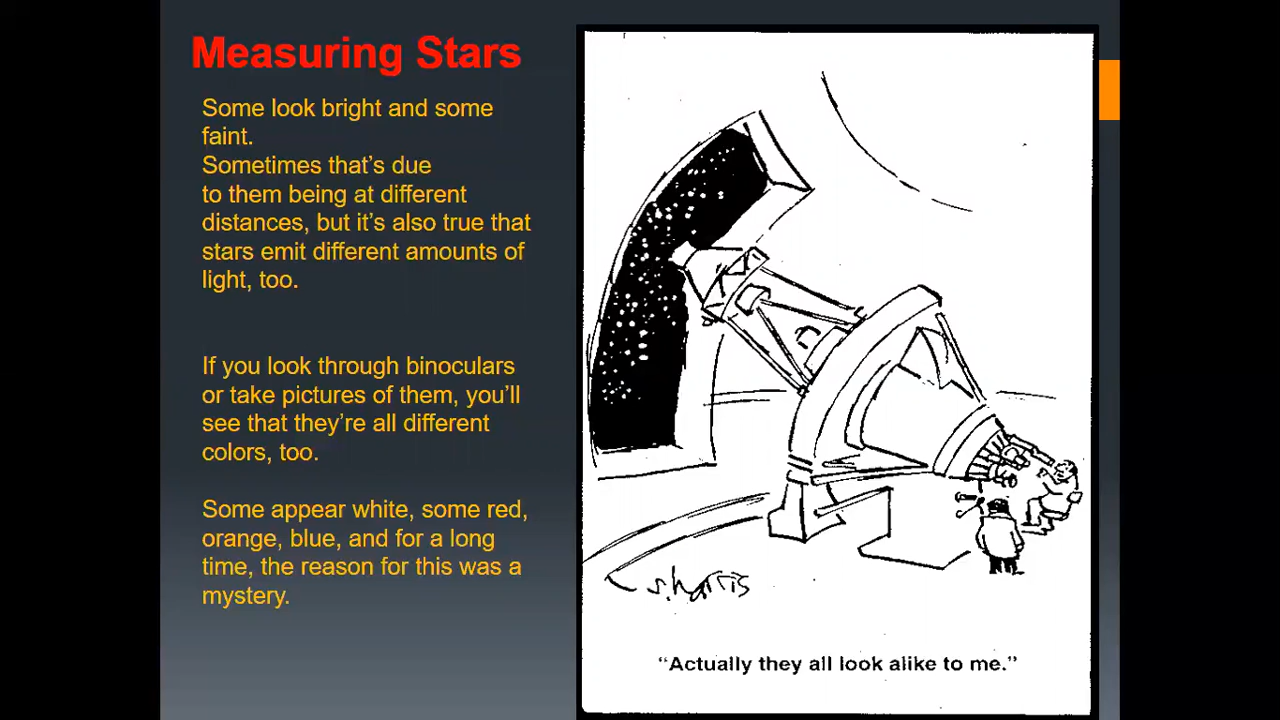 Measuring Stars
Some look bright and some
faint.
Sometimes that’s due
to them being at different
distances, but it’s also true that
stars emit different amounts of
light, too.
If you look through binoculars
or take pictures of them, you’ll
see that they’re all different
colors, too.
Some appear white, some red,
orange, blue, and for a long
time, the reason for this was a
mystery.
s.harris
“Actually they all look alike to me.”